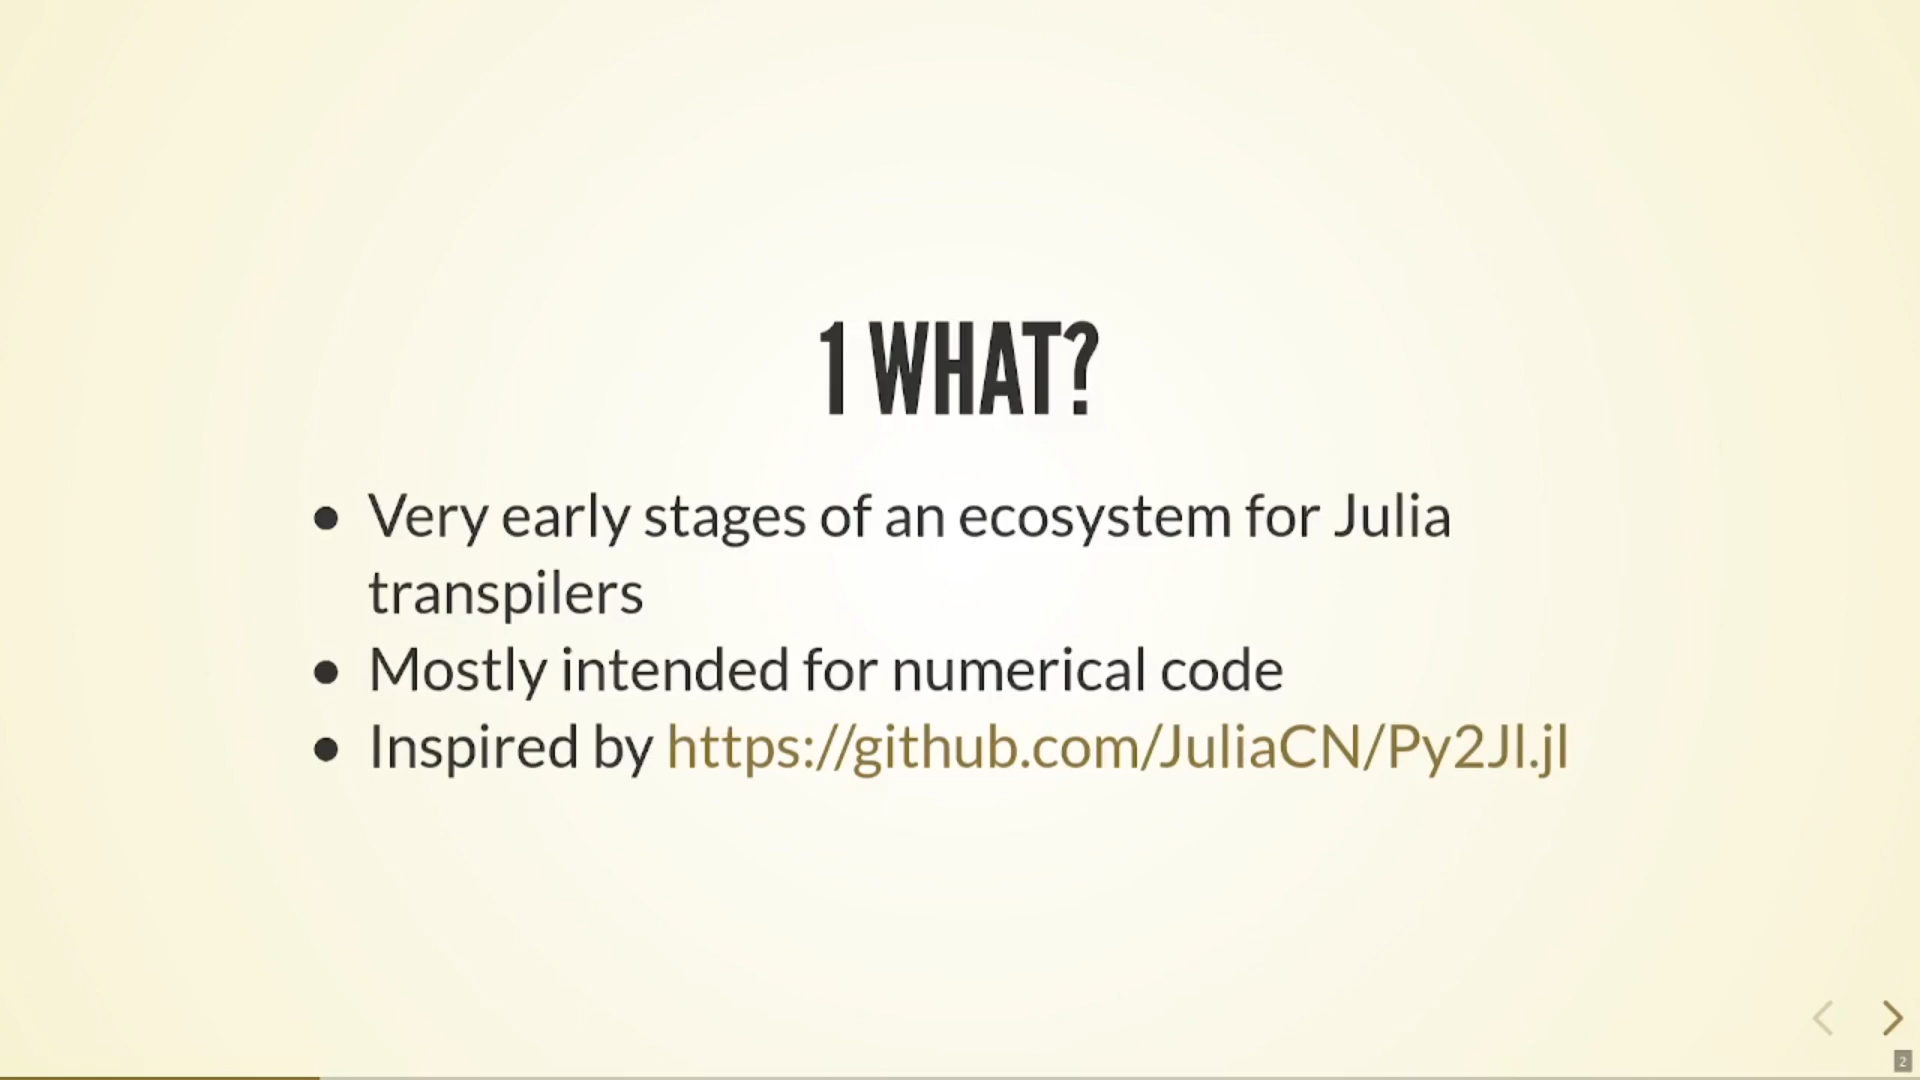 1 WHAT?
• Very early stages of an ecosystem for Julia
transpilers
• Mostly intended for numerical code
• Inspired by https://github.com/JuliaCN/Py2Jl.jl
2